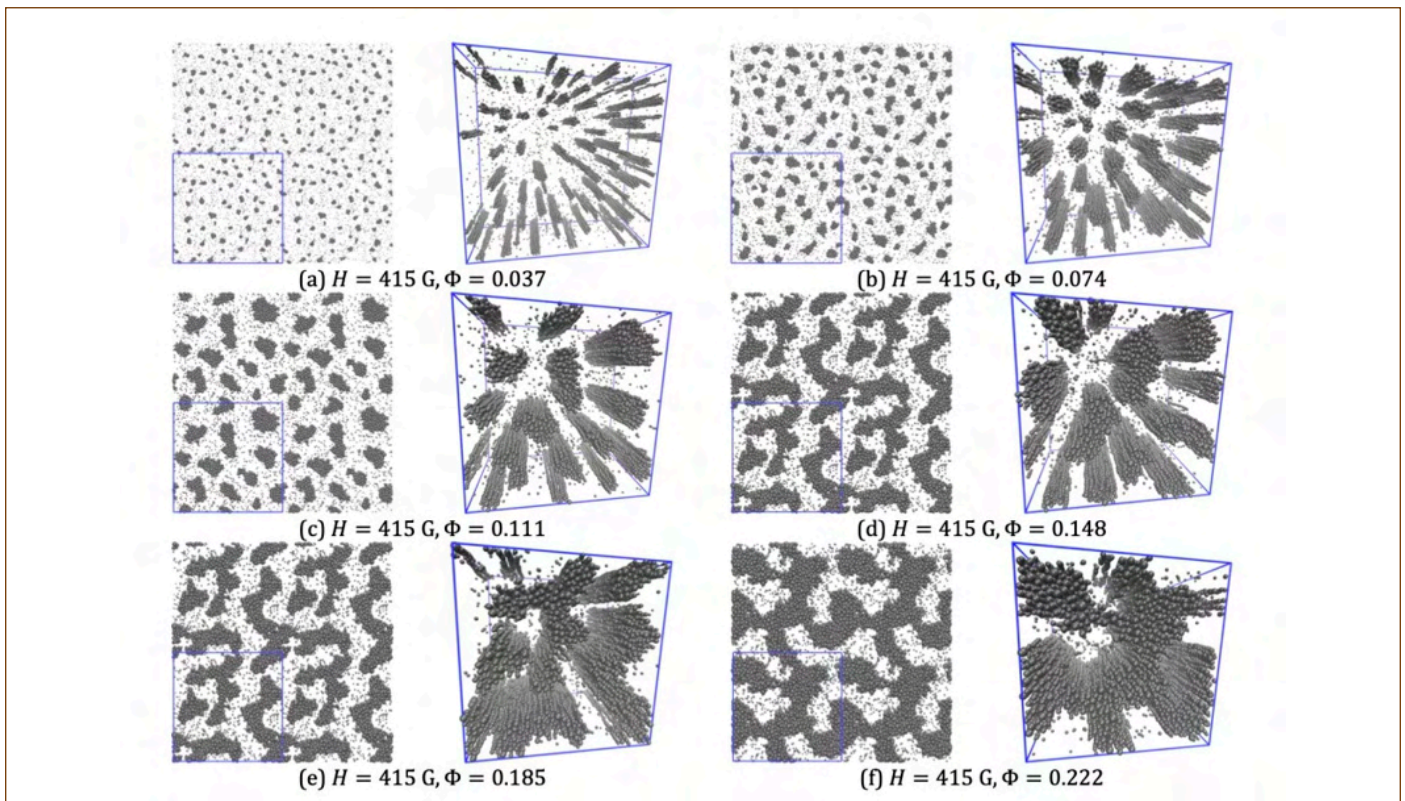 (a) H = 415 G, Φ = 0.037
(b) H = 415 G, Φ = 0.074
(c) H = 415 G, Φ = 0.111
(d) H = 415 G, Φ = 0.148
(e) H = 415 G, Φ = 0.185
(f) H = 415 G, Φ = 0.222